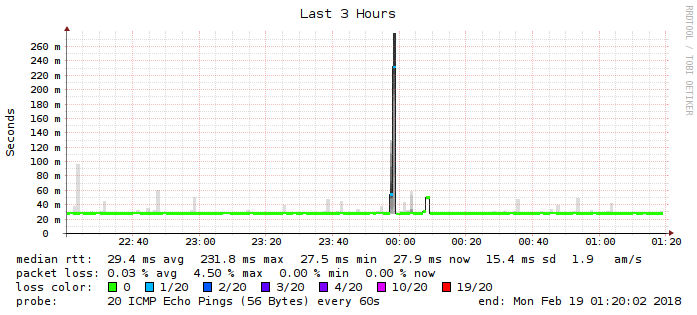 Last 3 Hours
RRDTOOL / TOBI OETIKER
Seconds
260 m
240 m
220 m
200 m
180 m
160 m
140 m
120 m
100 m
80 m
60 m
40 m
20 m
0
22:40 23:00 23:20 23:40 00:00 00:20 00:40 01:00 01:20
median rtt: 29.4 ms avg 231.8 ms max 27.5 ms min 27.9 ms now 15.4 ms sd 1.9 am/s
packet loss: 0.03 % avg 4.50 % max 0.00 % min 0.00 % now
loss color: 0 1/20 2/20 3/20 4/20 10/20 19/20
probe: 20 ICMP Echo Pings (56 Bytes) every 60s end: Mon Feb 19 01:20:02 2018